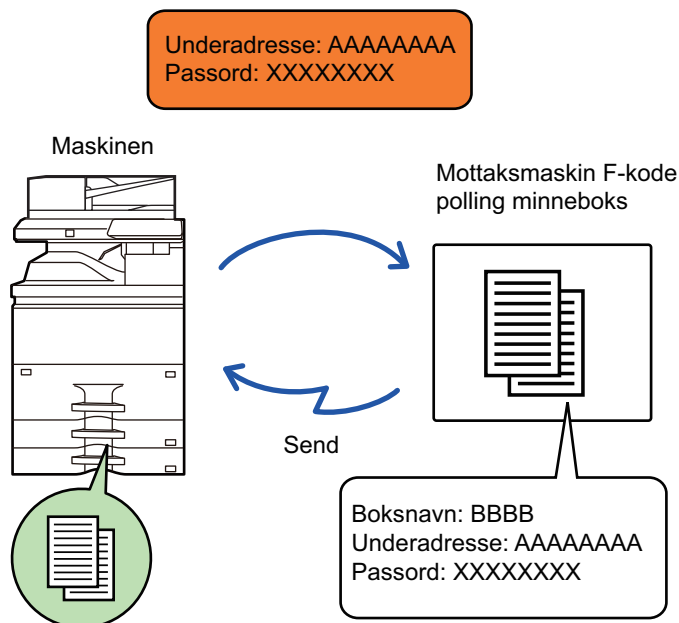 Underadresse: AAAAAAAA
Passord: XXXXXXXX
Maskinen
Mottaksmaskin F-kode
polling minneboks
Send
Boksnavn: BBBB
Underadresse: AAAAAAAA
Passord: XXXXXXXX